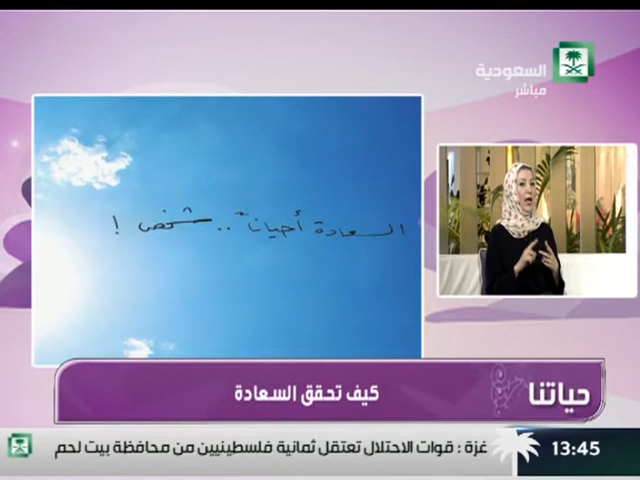 السعودية
مباشر
السعادة أحياناً .. شخص !
كيف تحقق السعادة
حياتنا
غزة : قوات الاحتلال تعتقل ثمانية فلسطينيين من محافظة بيت لحم
13:45